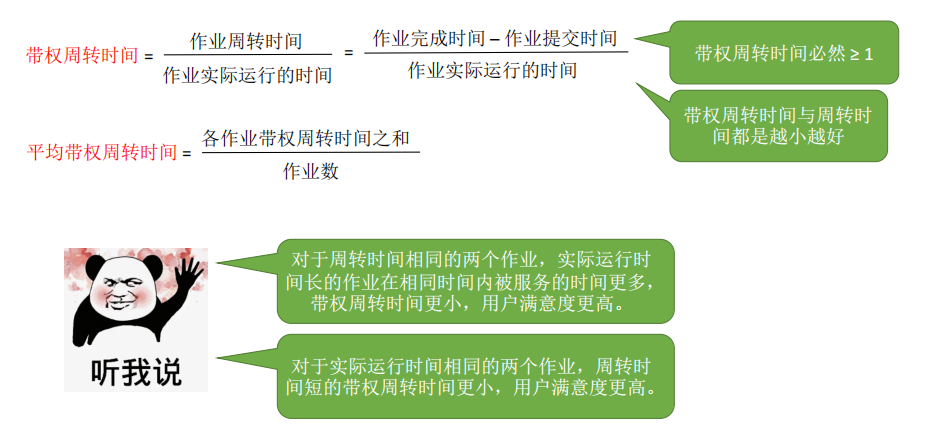 作业周转时间
作业完成时间 – 作业提交时间
带权周转时间 =
=
作业实际运行的时间
作业实际运行的时间
带权周转时间必然 ≥ 1
带权周转时间与周转时
间都是越小越好
各作业带权周转时间之和
平均带权周转时间 =
作业数
对于周转时间相同的两个作业，实际运行时
间长的作业在相同时间内被服务的时间更多，
带权周转时间更小，用户满意度更高。
听我说
对于实际运行时间相同的两个作业，周转时
间短的带权周转时间更小，用户满意度更高。